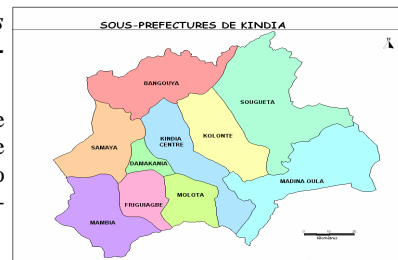 SOUS-PREFECTURES DE KINDIA
BANGOUYA
SOUGUETA
KINDIA
CENTRE
KOLONTE
SAMAYA
DAMAKANIA
MADINA OULA
MOLOTA
FRIGUIAGBE
MAMBIA